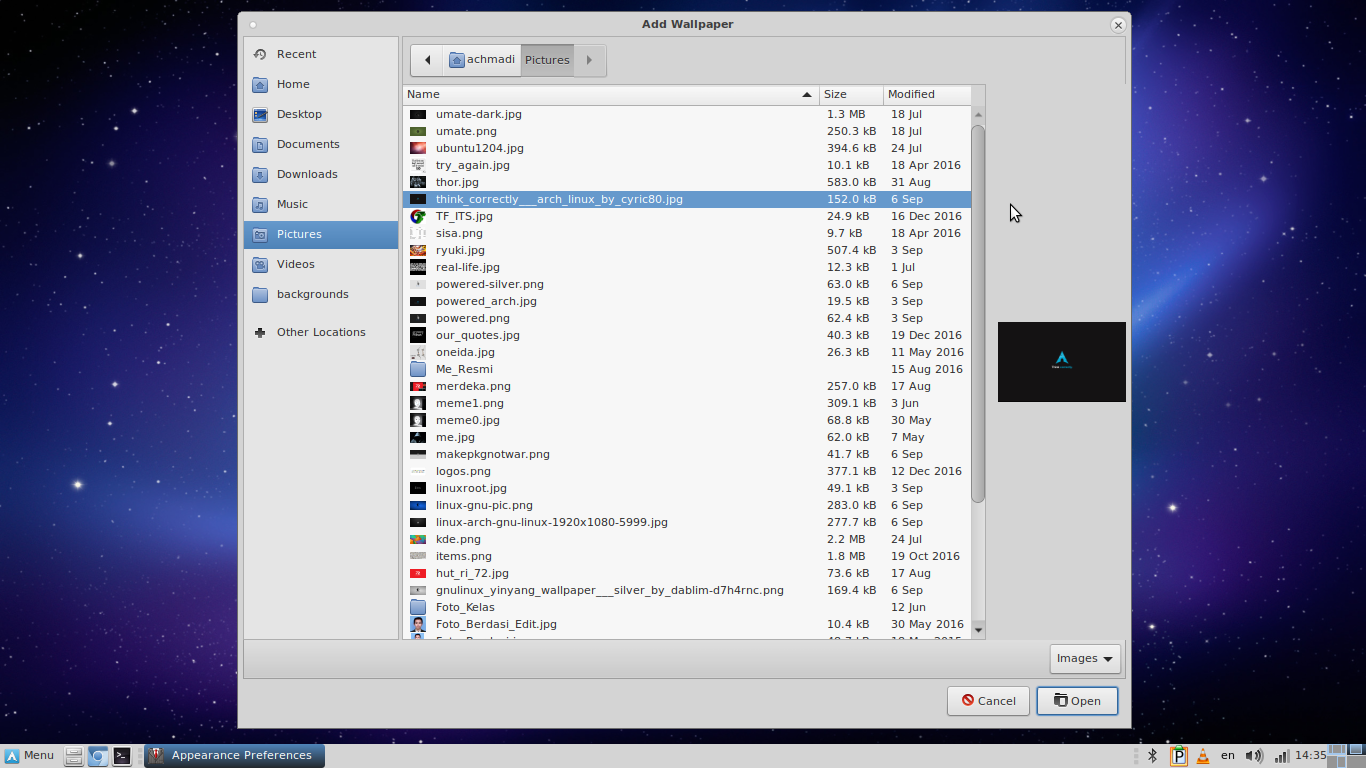 Add Wallpaper
Recent
Home
Desktop
Documents
Downloads
Music
Pictures
Videos
backgrounds
Other Locations
achmadi Pictures
Name Size Modified
umate-dark.jpg 1.3 MB 18 Jul
umate.png 250.3 kB 18 Jul
ubuntu1204.jpg 394.6 kB 24 Jul
try_again.jpg 10.1 kB 18 Apr 2016
thor.jpg 583.0 kB 31 Aug
think_correctly___arch_linux_by_cyric80.jpg 152.0 kB 6 Sep
TF_ITS.jpg 24.9 kB 16 Dec 2016
sisa.png 9.7 kB 18 Apr 2016
ryuki.jpg 507.4 kB 3 Sep
real-life.jpg 12.3 kB 1 Jul
powered-silver.png 63.0 kB 6 Sep
powered_arch.jpg 19.5 kB 3 Sep
powered.png 62.4 kB 3 Sep
our_quotes.jpg 40.3 kB 19 Dec 2016
oneida.jpg 26.3 kB 11 May 2016
Me_Resmi 15 Aug 2016
merdeka.png 257.0 kB 17 Aug
meme1.png 309.1 kB 3 Jun
meme0.jpg 68.8 kB 30 May
me.jpg 62.0 kB 7 May
makepkgnotwar.png 41.7 kB 6 Sep
logos.png 377.1 kB 12 Dec 2016
linuxroot.jpg 49.1 kB 3 Sep
linux-gnu-pic.png 283.0 kB 6 Sep
linux-arch-gnu-linux-1920x1080-5999.jpg 277.7 kB 6 Sep
kde.png 2.2 MB 24 Jul
items.png 1.8 MB 19 Oct 2016
hut_ri_72.jpg 73.6 kB 17 Aug
gnulinux_yinyang_wallpaper___silver_by_dablim-d7h4rnc.png 169.4 kB 6 Sep
Foto_Kelas 12 Jun
Foto_Berdasi_Edit.jpg 10.4 kB 30 May 2016
Images
Cancel Open
Menu Appearance Preferences P en 14:35